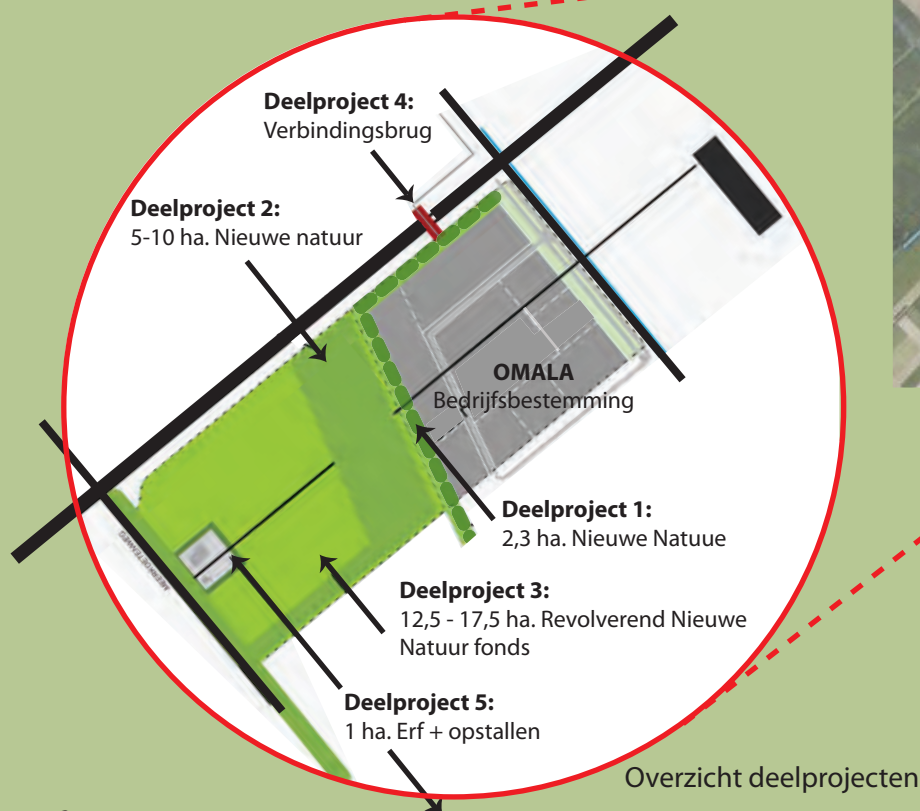 Deelproject 4:
Verbindingsbrug
Deelproject 2:
5-10 ha. Nieuwe natuur
OMALA
Bedrijfsbestemming
Deelproject 1:
2,3 ha. Nieuwe Natuue
MEERKOETENWEG
Deelproject 3:
12,5 - 17,5 ha. Revolverend Nieuwe
Natuur fonds
Deelproject 5:
1 ha. Erf + opstallen
Overzicht deelprojecten